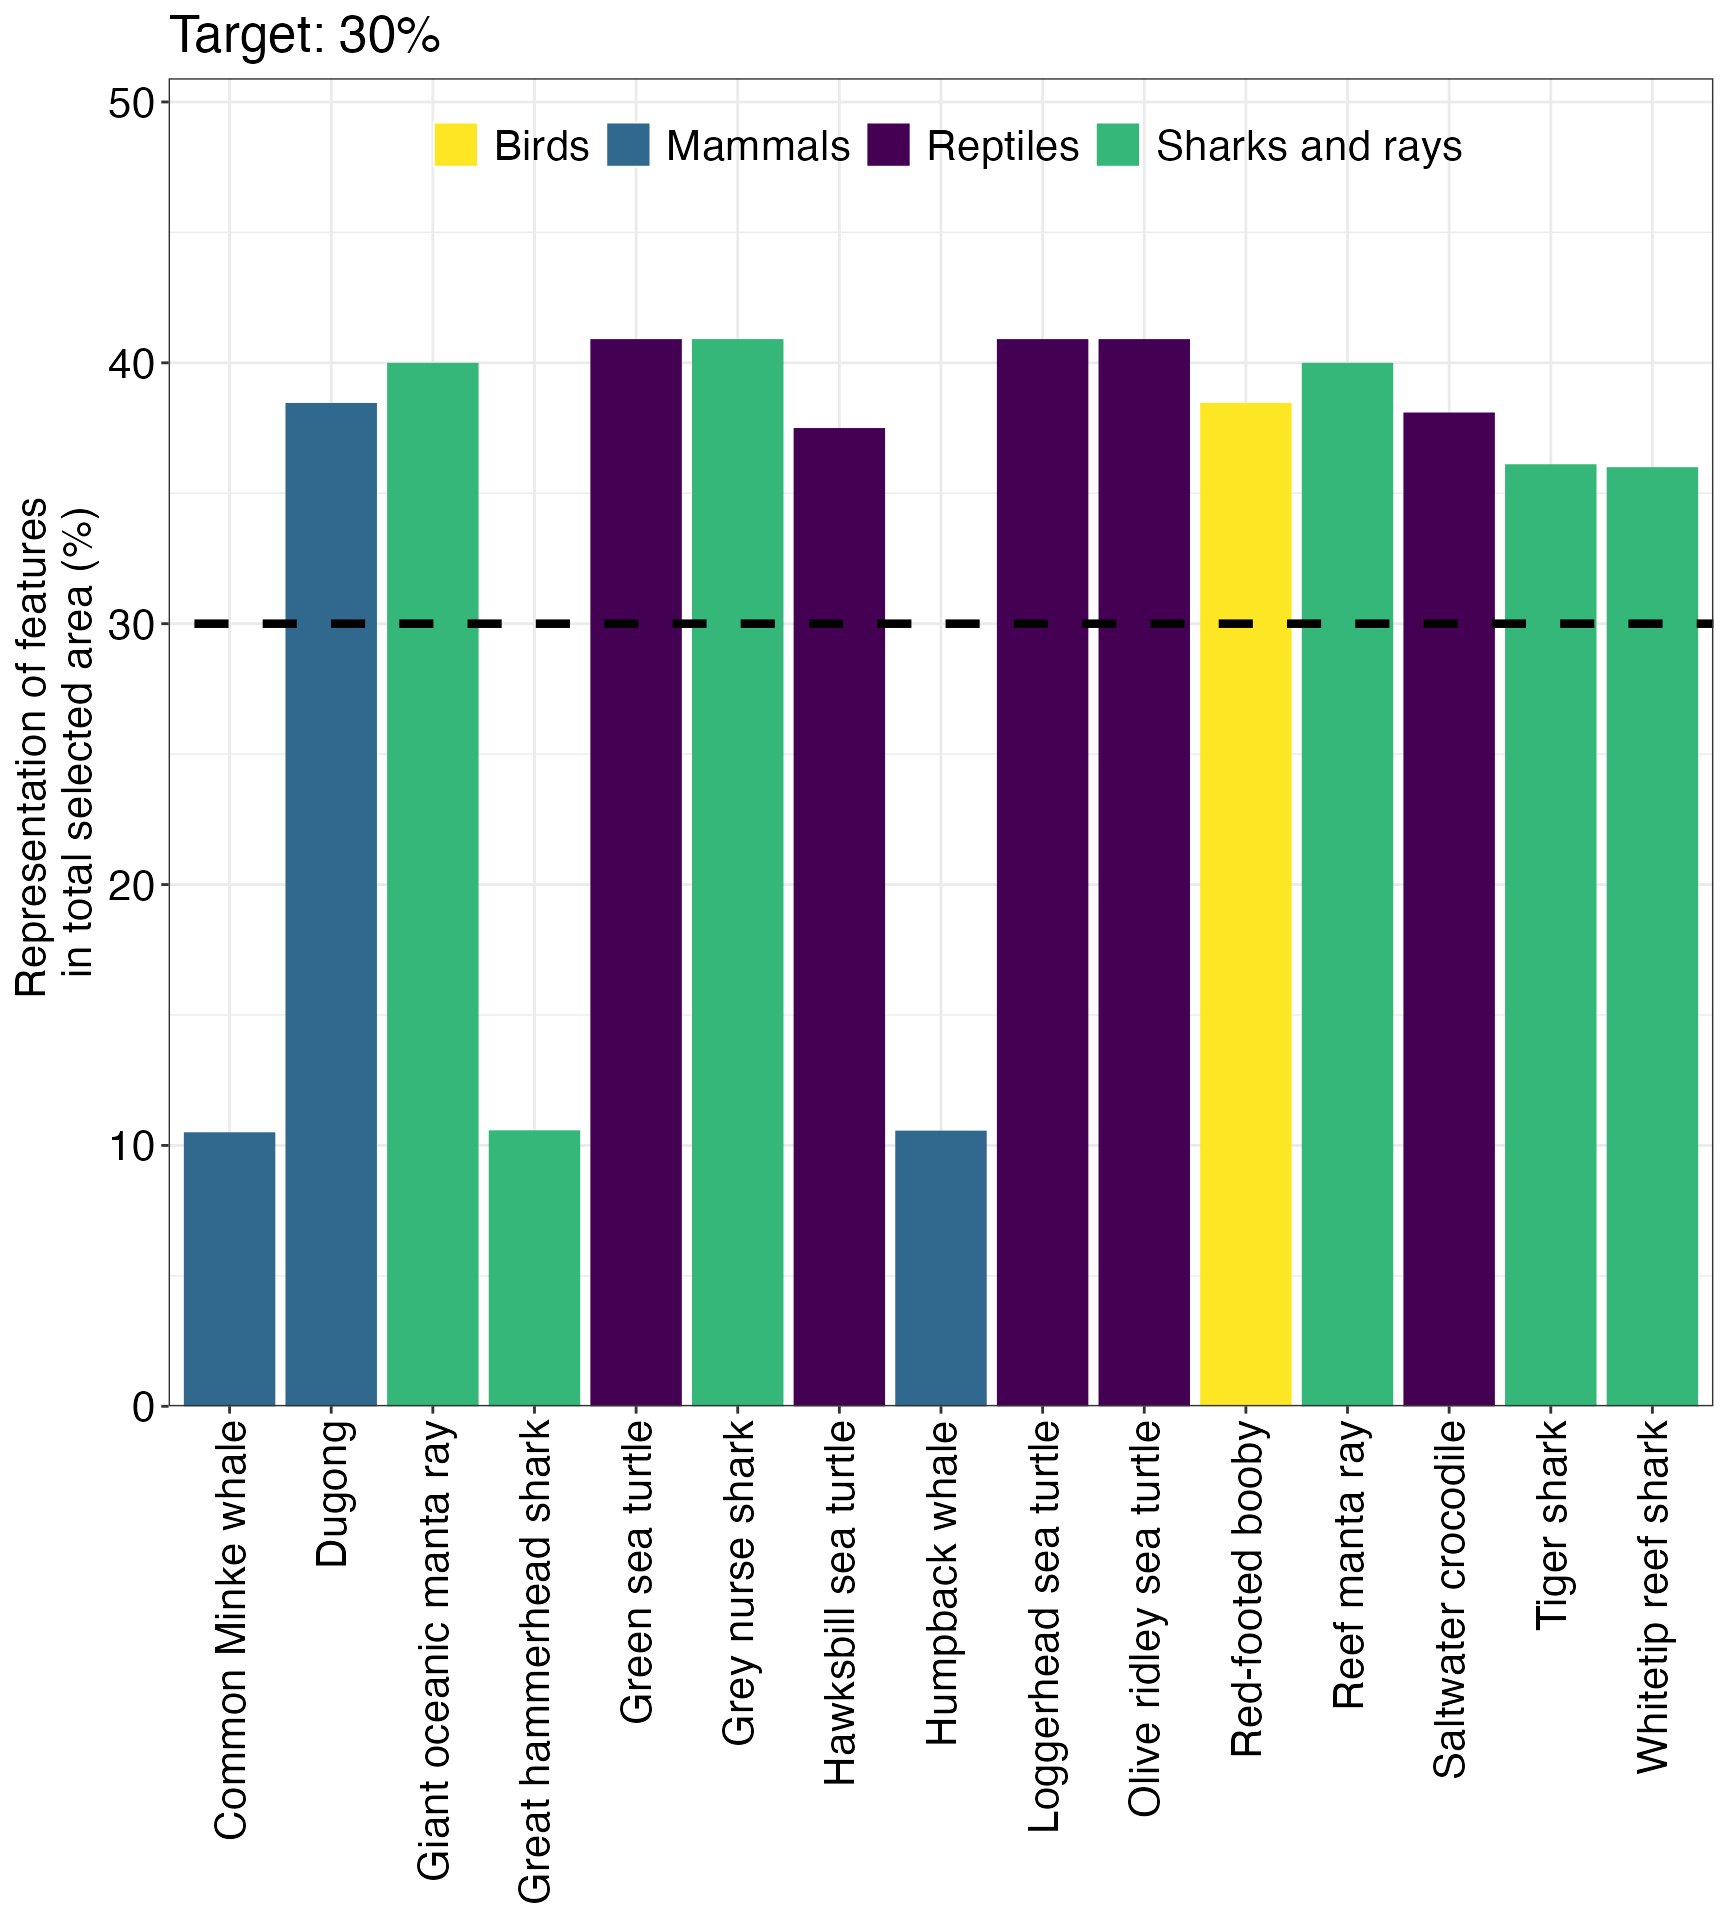 Target: 30%
Birds
Mammals
Reptiles
Sharks and rays
Representation of features
in total selected area (%)
50
40
30
20
10
0
Common Minke whale
Dugong
Giant oceanic manta ray
Great hammerhead shark
Green sea turtle
Grey nurse shark
Hawksbill sea turtle
Humpback whale
Loggerhead sea turtle
Olive ridley sea turtle
Red-footed booby
Reef manta ray
Saltwater crocodile
Tiger shark
Whitetip reef shark